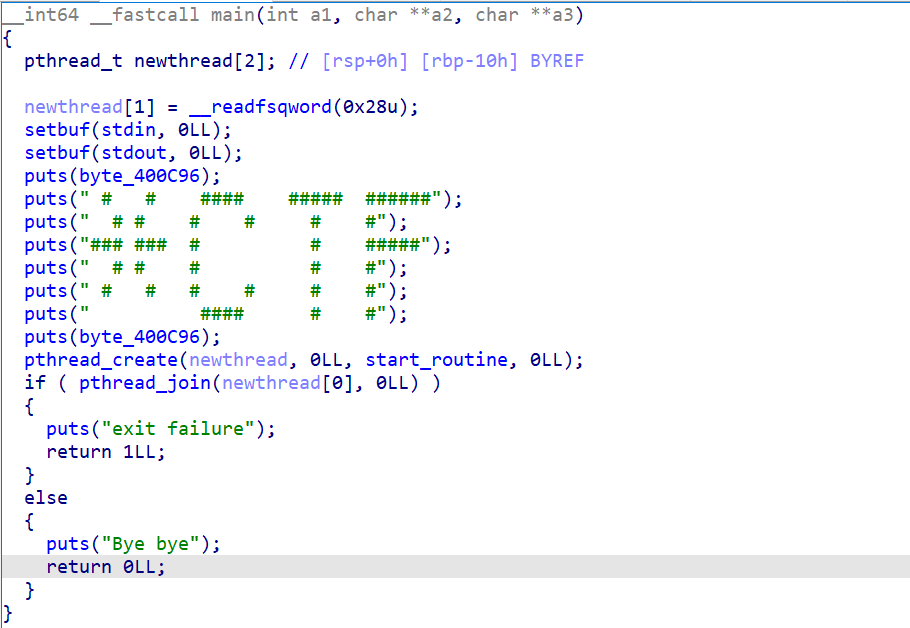 __int64 __fastcall main(int a1, char **a2, char **a3)
{
  pthread_t newthread[2]; // [rsp+0h] [rbp-10h] BYREF

  newthread[1] = __readfsqword(0x28u);
  setbuf(stdin, 0LL);
  setbuf(stdout, 0LL);
  puts(byte_400C96);
  puts(" #   #    ####    #####  ######");
  puts("  # #    #    #     #    #");
  puts("### ###  #          #    #####");
  puts("  # #    #          #    #");
  puts(" #   #   #    #     #    #");
  puts("          ####      #    #");
  puts(byte_400C96);
  pthread_create(newthread, 0LL, start_routine, 0LL);
  if ( pthread_join(newthread[0], 0LL) )
  {
    puts("exit failure");
    return 1LL;
  }
  else
  {
    puts("Bye bye");
    return 0LL;
  }
}